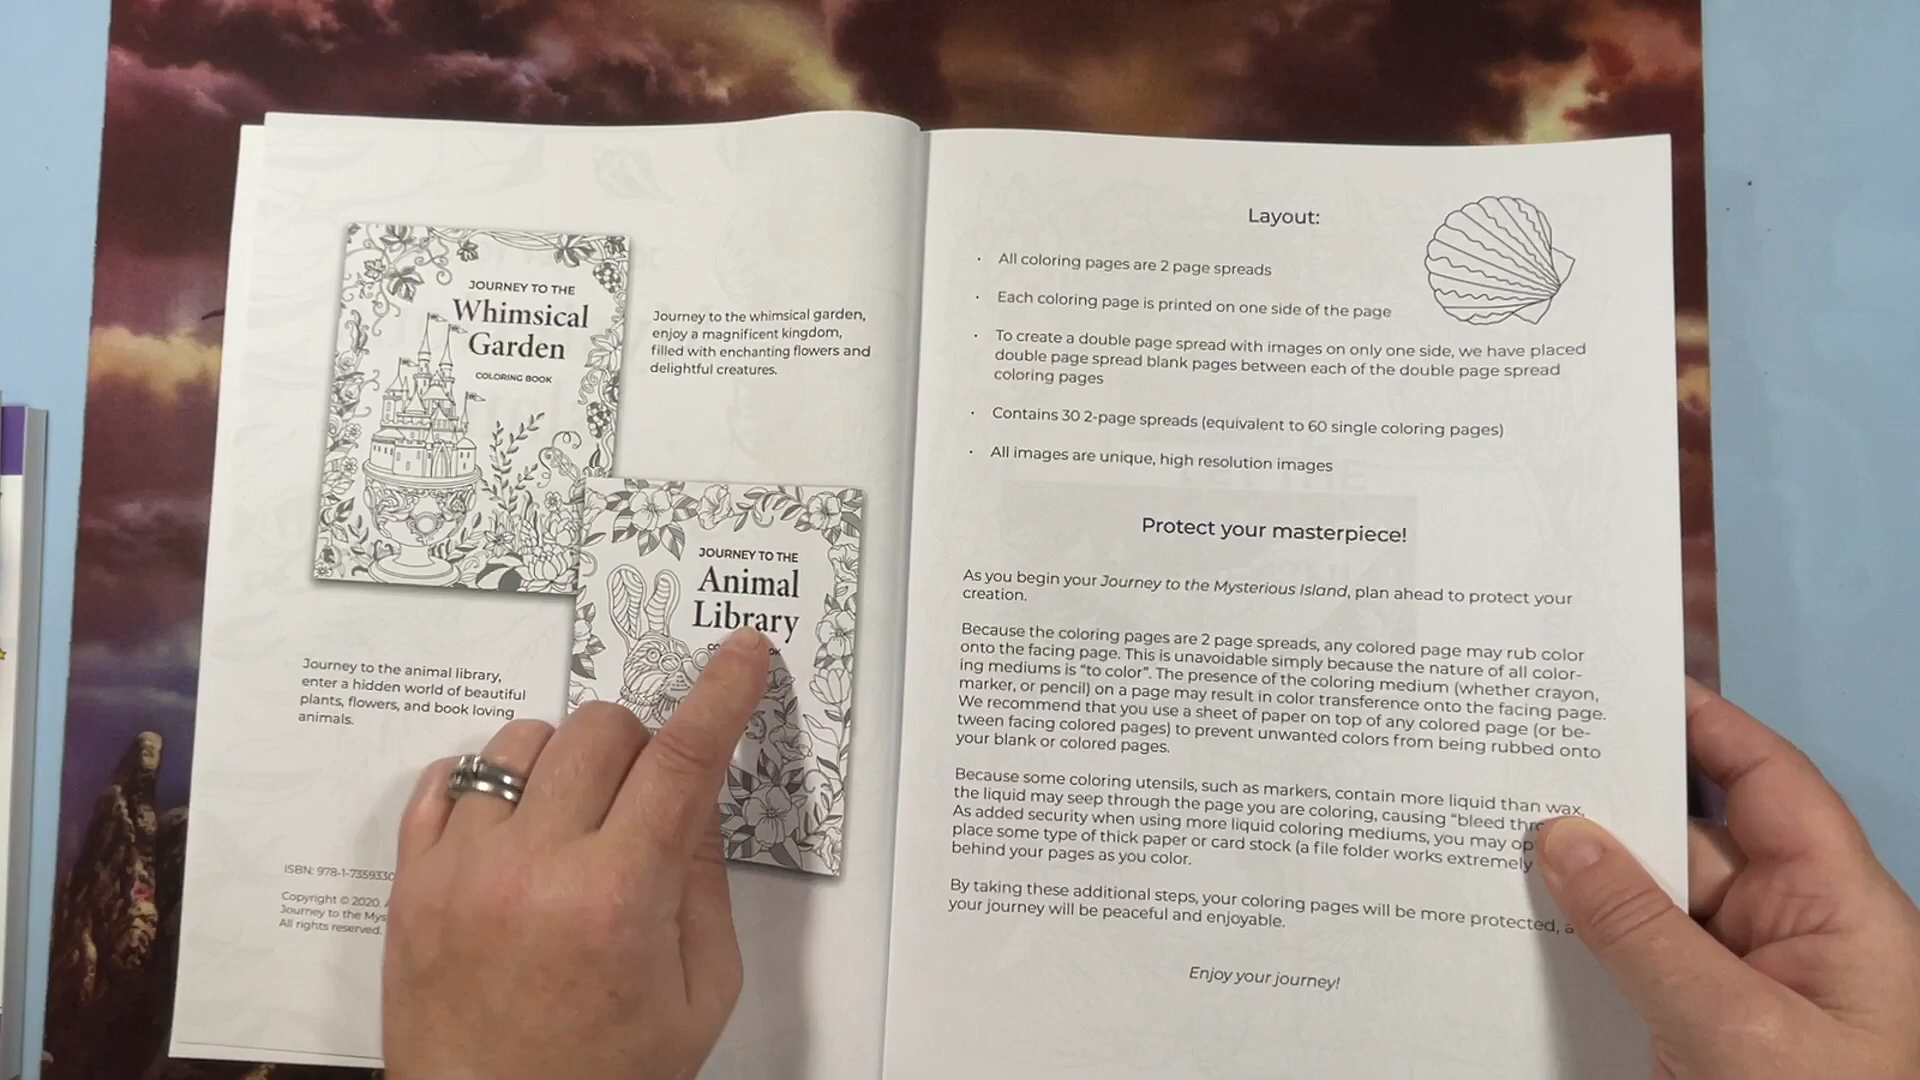 JOURNEY TO THE
Whimsical
Garden
COLORING BOOK
Journey to the whimsical garden,
enjoy a magnificent kingdom,
filled with enchanting flowers and
delightful creatures.
JOURNEY TO THE
Animal
Library
Journey to the animal library,
enter a hidden world of beautiful
plants, flowers, and book loving
animals.
ISBN: 978-1-7359330
Copyright © 2020.
Journey to the Mys
All rights reserved.
Layout:
· All coloring pages are 2 page spreads
· Each coloring page is printed on one side of the page
· To create a double page spread with images on only one side, we have placed
double page spread blank pages between each of the double page spread
coloring pages
· Contains 30 2-page spreads (equivalent to 60 single coloring pages)
· All images are unique, high resolution images
Protect your masterpiece!
As you begin your Journey to the Mysterious Island, plan ahead to protect your
creation.
Because the coloring pages are 2 page spreads, any colored page may rub color
onto the facing page. This is unavoidable simply because the nature of all color-
ing mediums is “to color”. The presence of the coloring medium (whether crayon,
marker, or pencil) on a page may result in color transference onto the facing page.
We recommend that you use a sheet of paper on top of any colored page (or be-
tween facing colored pages) to prevent unwanted colors from being rubbed onto
your blank or colored pages.
Because some coloring utensils, such as markers, contain more liquid than wax,
the liquid may seep through the page you are coloring, causing “bleed thr
As added security when using more liquid coloring mediums, you may op
place some type of thick paper or card stock (a file folder works extremely
behind your pages as you color.
By taking these additional steps, your coloring pages will be more protected, a
your journey will be peaceful and enjoyable.
Enjoy your journey!